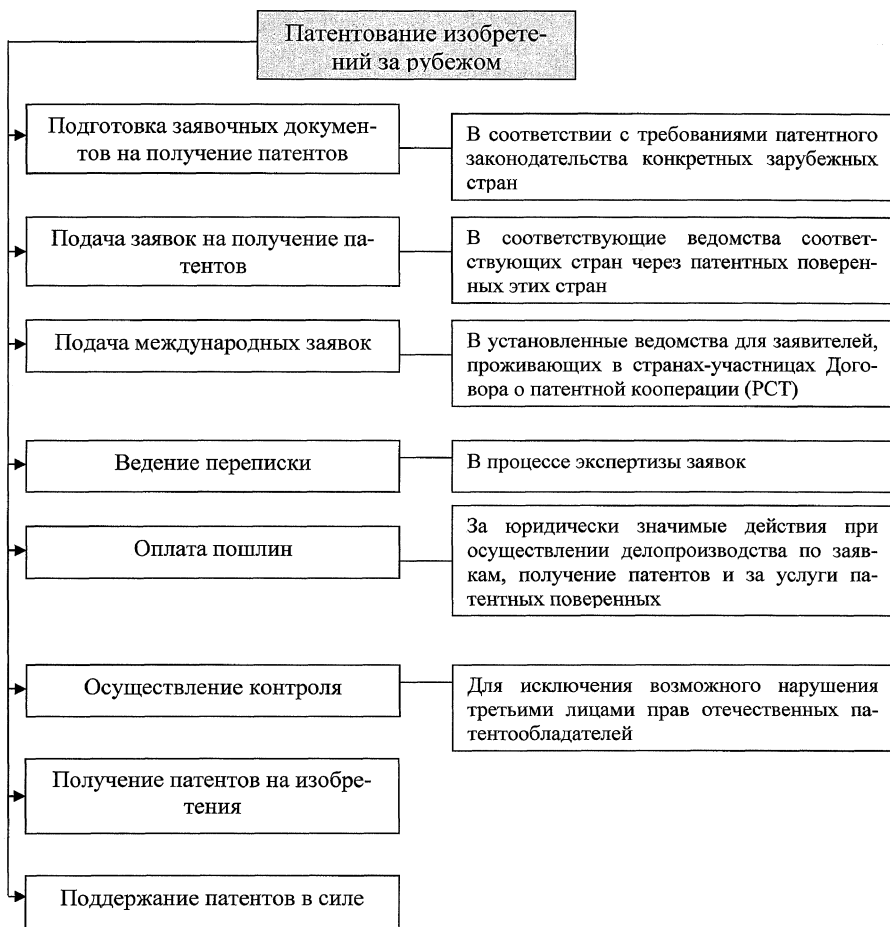 Патентование изобрете-
ний за рубежом
Подготовка заявочных докумен-
тов на получение патентов
В соответствии с требованиями патентного
законодательства конкретных зарубежных
стран
Подача заявок на получение па-
тентов
В соответствующие ведомства соответ-
ствующих стран через патентных поверен-
ных этих стран
Подача международных заявок
В установленные ведомства для заявителей,
проживающих в странах-участницах Дого-
вора о патентной кооперации (РСТ)
Ведение переписки
В процессе экспертизы заявок
Оплата пошлин
За юридически значимые действия при
осуществлении делопроизводства по заяв-
кам, получение патентов и за услуги па-
тентных поверенных
Осуществление контроля
Для исключения возможного нарушения
третьими лицами прав отечественных па-
тентообладателей
Получение патентов на изобре-
тения
Поддержание патентов в силе